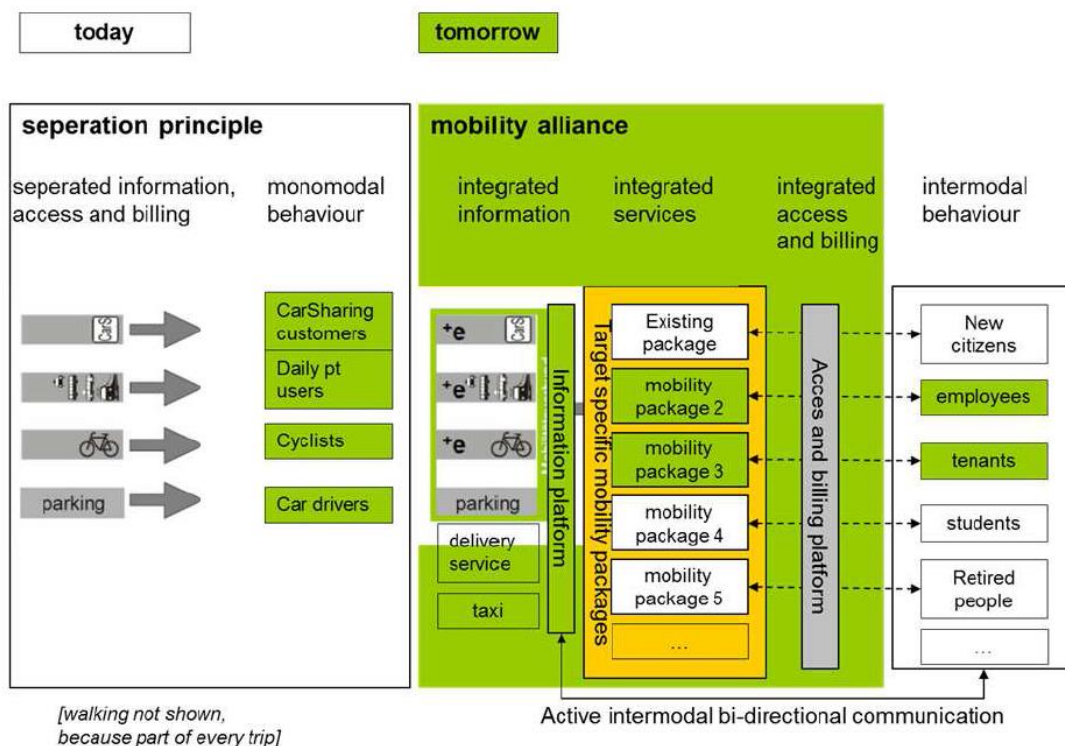 today
tomorrow
seperation principle
seperated information,
access and billing
monomodal
behaviour
CarS
CarSharing
customers
Daily pt
users
Cyclists
parking
Car drivers
mobility alliance
integrated
information
integrated
services
integrated
access
and billing
intermodal
behaviour
+e
CarS
+e
+e
parking
delivery
service
taxi
Information platform
Target specific mobility packages
Existing
package
mobility
package 2
mobility
package 3
mobility
package 4
mobility
package 5
...
Acces and billing platform
New
citizens
employees
tenants
students
Retired
people
...
[walking not shown,
because part of every trip]
Active intermodal bi-directional communication